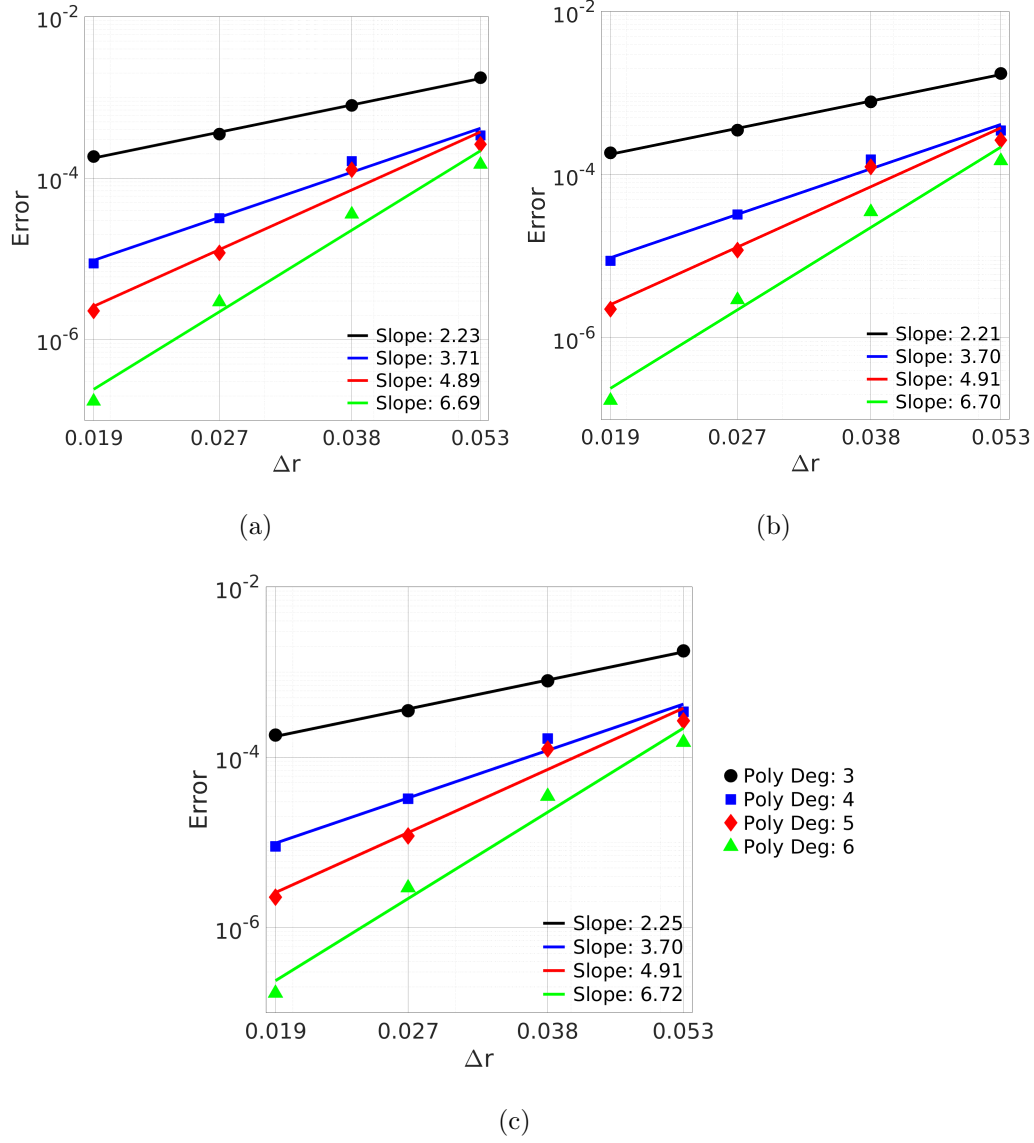 10^-2
10^-4
10^-6
Error
Slope: 2.23
Slope: 3.71
Slope: 4.89
Slope: 6.69
0.019 0.027 0.038 0.053
Δr
(a)
10^-2
10^-4
10^-6
Error
Slope: 2.21
Slope: 3.70
Slope: 4.91
Slope: 6.70
0.019 0.027 0.038 0.053
Δr
(b)
10^-2
10^-4
10^-6
Error
Slope: 2.25
Slope: 3.70
Slope: 4.91
Slope: 6.72
0.019 0.027 0.038 0.053
Δr
Poly Deg: 3
Poly Deg: 4
Poly Deg: 5
Poly Deg: 6
(c)